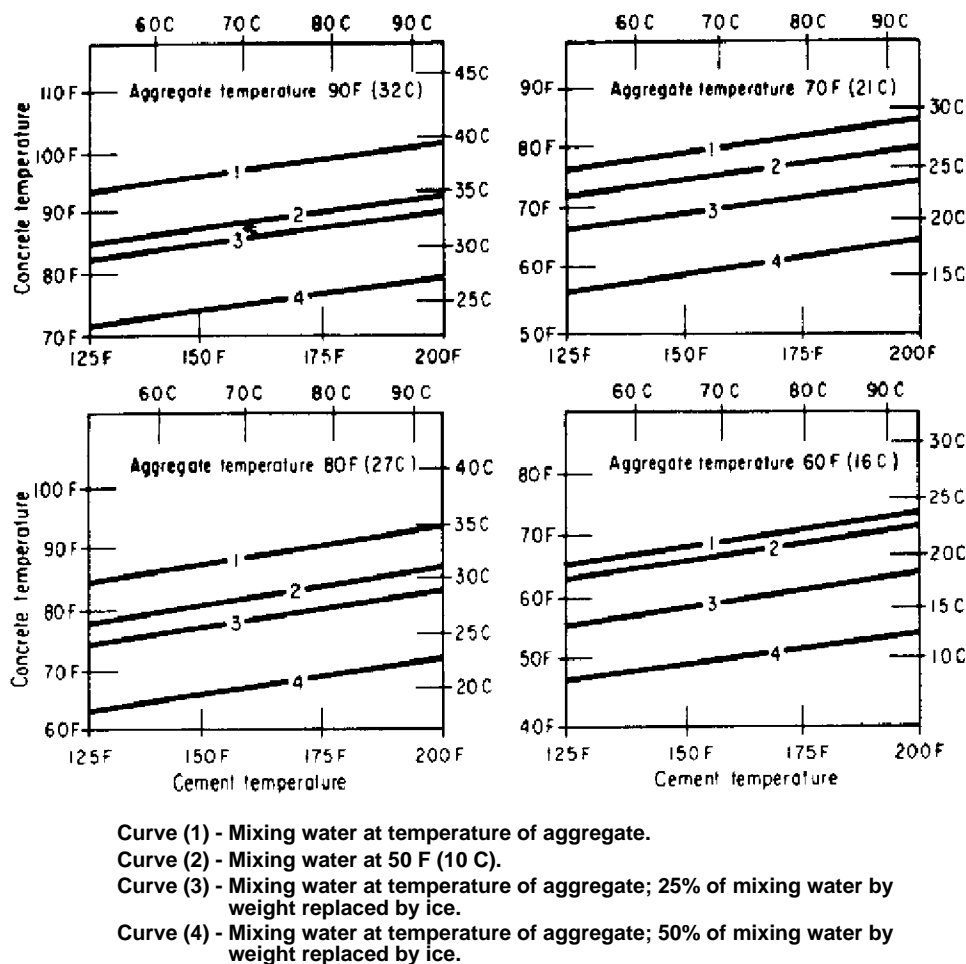 60C 70C 80C 90C
110F
Aggregate temperature 90F (32C)
45C
100F
1
40C
90F
2
35C
3
30C
80F
4
25C
70F
125F 150F 175F 200F
Concrete temperature
60C 70C 80C 90C
90F
Aggregate temperature 70F (21C)
30C
80F
1
2
25C
70F
3
20C
60F
4
15C
50F
125F 150F 175F 200F
60C 70C 80C 90C
Aggregate temperature 80F (27C)
40C
100F
35C
90F
1
30C
2
80F
3
25C
70F
4
20C
60F
125F 150F 175F 200F
Cement temperature
Concrete temperature
60C 70C 80C 90C
30C
80F
Aggregate temperature 60F (16C)
25C
70F
1
2
20C
60F
3
15C
50F
4
10C
40F
125F 150F 175F 200F
Cement temperature
Curve (1) - Mixing water at temperature of aggregate.
Curve (2) - Mixing water at 50 F (10 C).
Curve (3) - Mixing water at temperature of aggregate; 25% of mixing water by
weight replaced by ice.
Curve (4) - Mixing water at temperature of aggregate; 50% of mixing water by
weight replaced by ice.